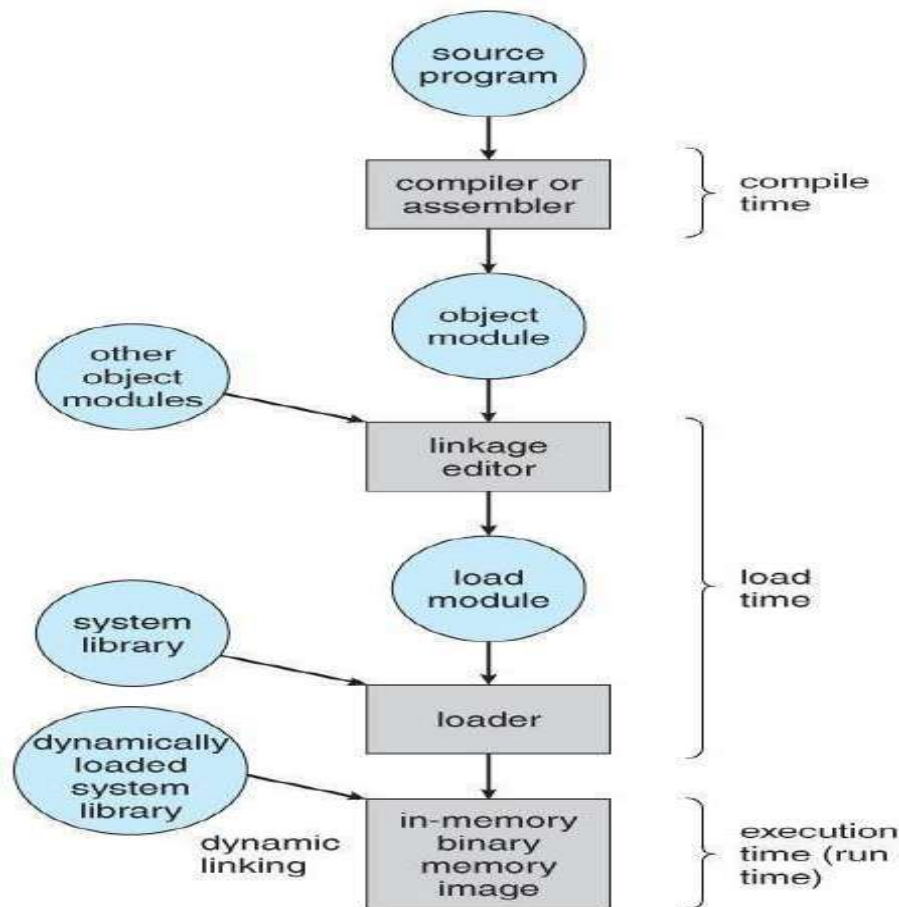 source
program
compiler or
assembler
compile
time
object
module
other
object
modules
linkage
editor
load
module
load
time
system
library
loader
dynamically
loaded
system
library
dynamic
linking
in-memory
binary
memory
image
execution
time (run
time)